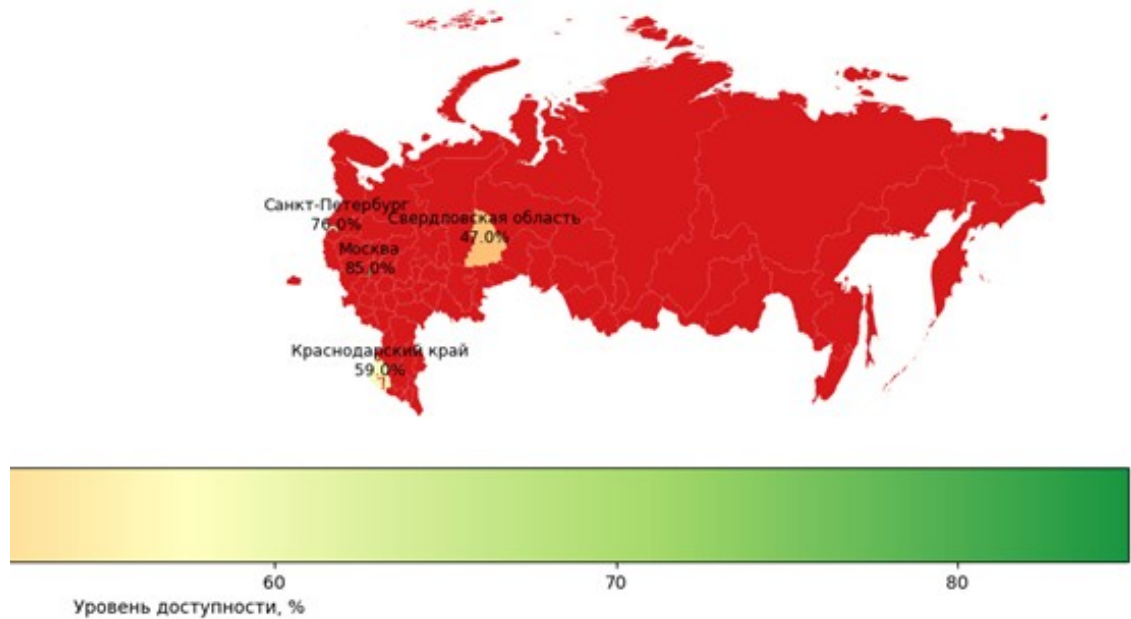 Санкт-Петербург
76.0%
Свердловская область
47.0%
Москва
85.0%
Краснодарский край
59.0%
60 70 80
Уровень доступности, %